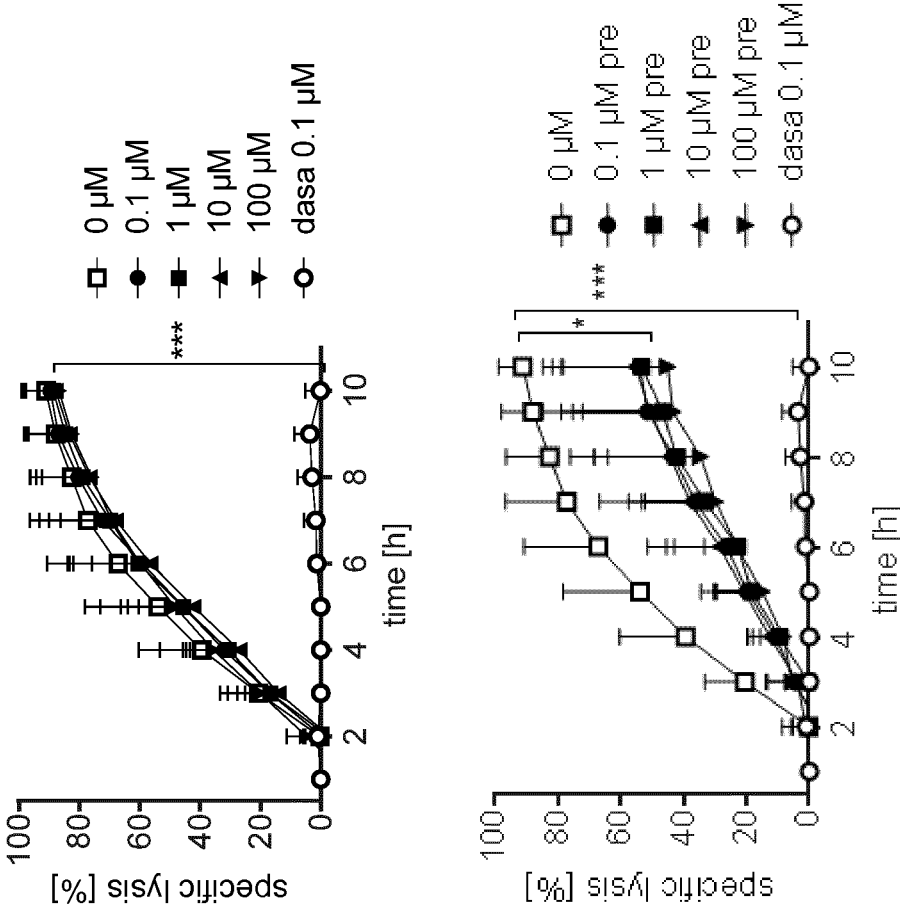 100
80
60
40
20
0
specific lysis [%]
2
4
6
8
10
time [h]
***
0 µM
0.1 µM
1 µM
10 µM
100 µM
dasa 0.1 µM
100
80
60
40
20
0
specific lysis [%]
2
4
6
8
10
time [h]
*
***
0 µM
0.1 µM pre
1 µM pre
10 µM pre
100 µM pre
dasa 0.1 µM